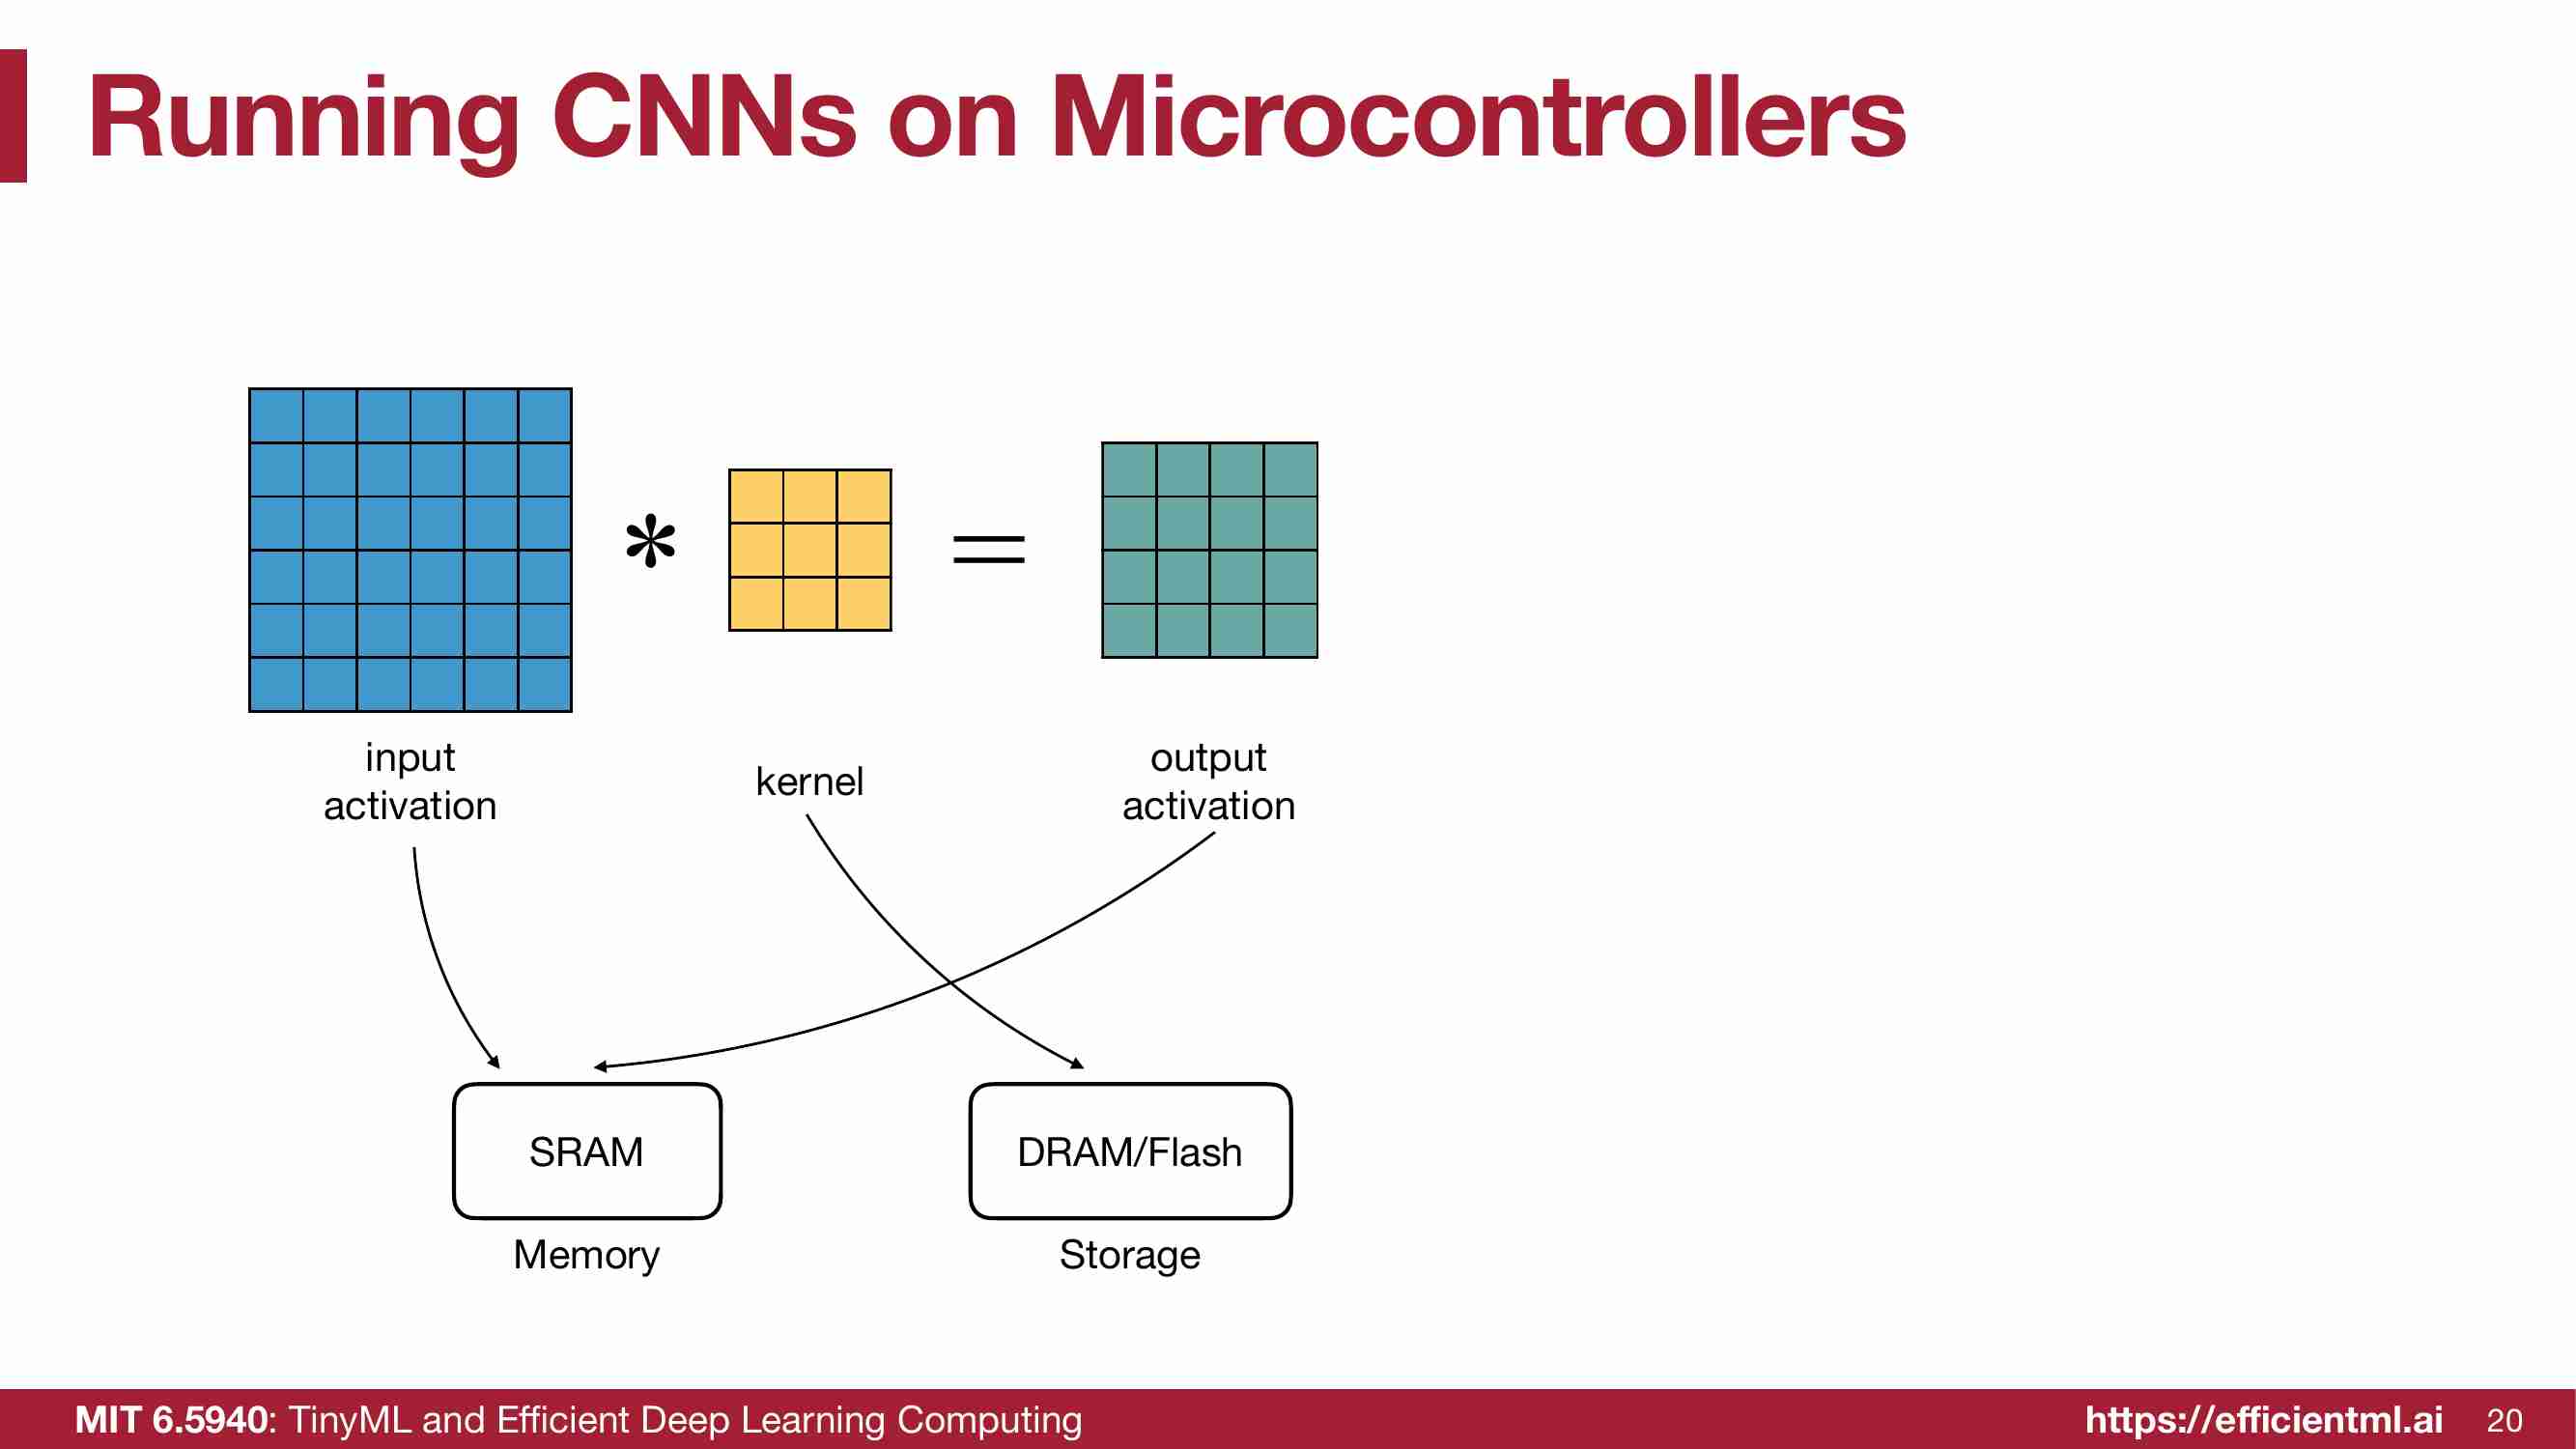 Running CNNs on Microcontrollers
*
=
input
activation
kernel
output
activation
SRAM
DRAM/Flash
Memory
Storage
MIT 6.5940: TinyML and Efficient Deep Learning Computing
https://efficientml.ai
20